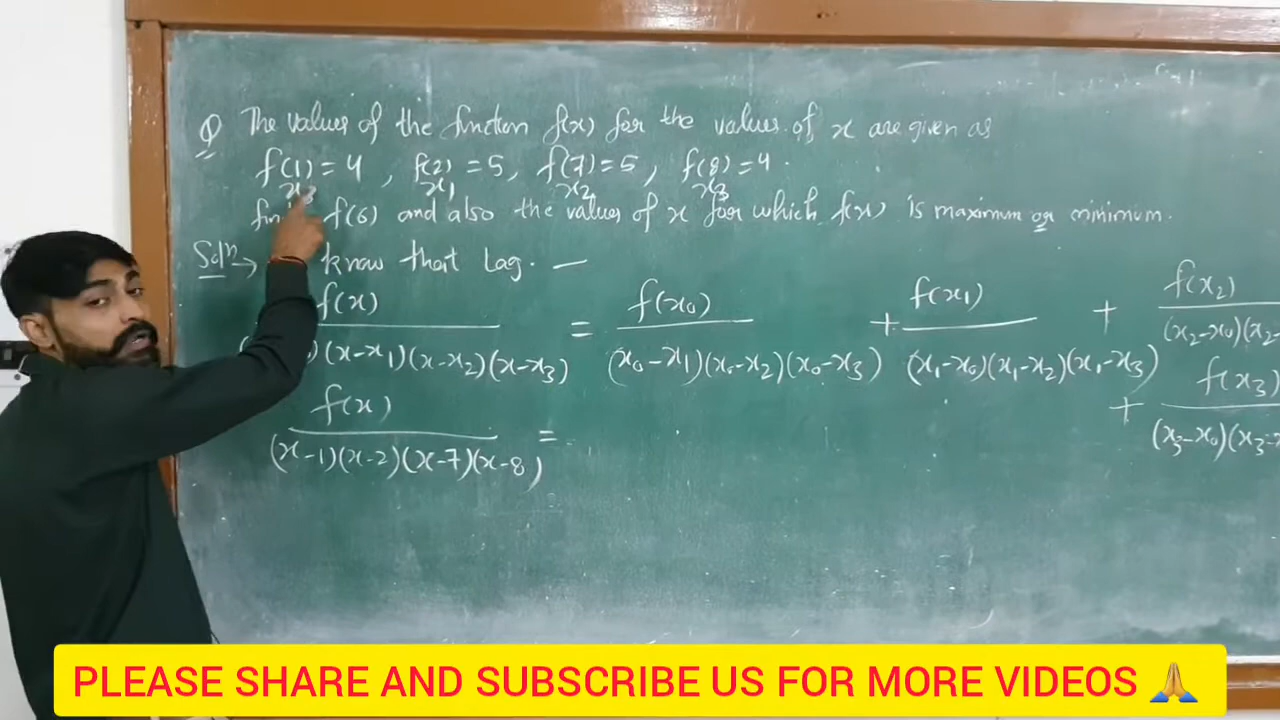 Q The values of the function f(x) for the values of x are given as
f(1) = 4 , f(2) = 5, f(7) = 5, f(8) = 4 .
x₁ x₂ x₃
f(6) and also the values of x for which f(x) is maximum or minimum.
Solⁿ → know that Lag. —
f(x) / (x-x₁)(x-x₂)(x-x₃) = f(x₀) / (x₀-x₁)(x₀-x₂)(x₀-x₃) + f(x₁) / (x₁-x₀)(x₁-x₂)(x₁-x₃) + f(x₂) / (x₂-x₀)(x₂-
+ f(x₃) / (x₃-x₀)(x₃-
f(x) / (x-1)(x-2)(x-7)(x-8) =
PLEASE SHARE AND SUBSCRIBE US FOR MORE VIDEOS 🙏